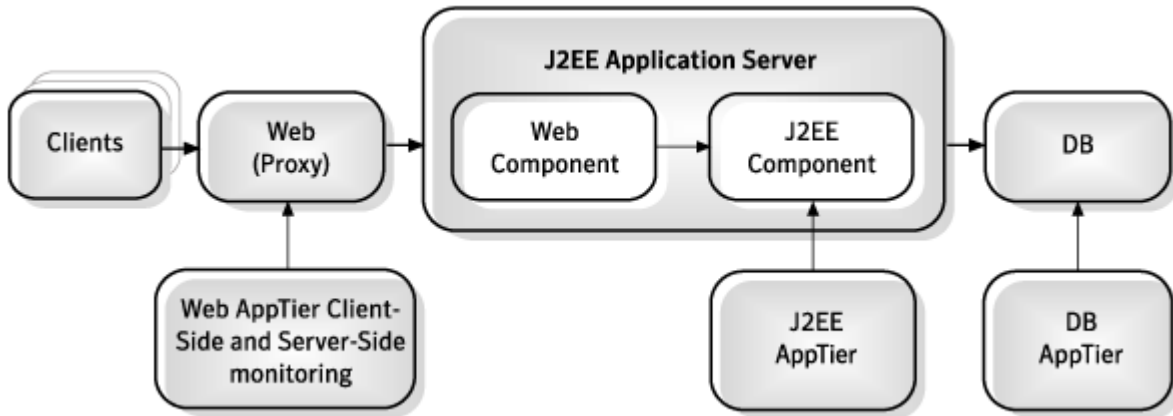 J2EE Application Server
Clients
Web
(Proxy)
Web
Component
J2EE
Component
DB
Web AppTier Client-
Side and Server-Side
monitoring
J2EE
AppTier
DB
AppTier